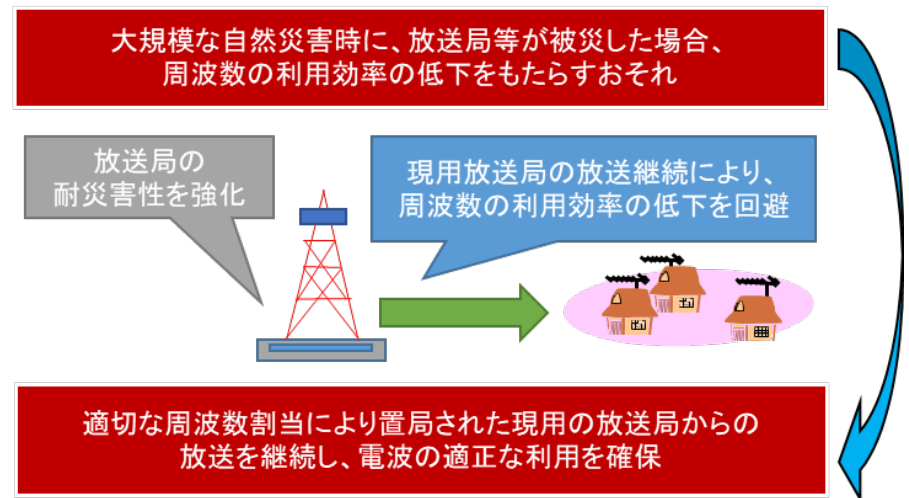 大規模な自然災害時に、放送局等が被災した場合、
周波数の利用効率の低下をもたらすおそれ
放送局の
耐災害性を強化
現用放送局の放送継続により、
周波数の利用効率の低下を回避
適切な周波数割当により置局された現用の放送局からの
放送を継続し、電波の適正な利用を確保